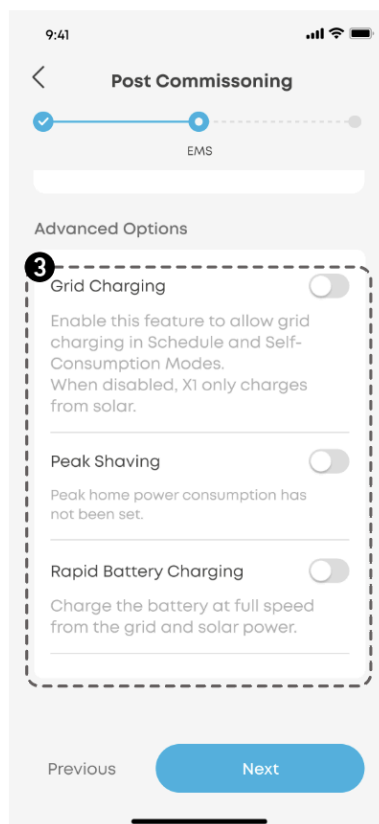 9:41
Post Commissoning
EMS
Advanced Options
3
Grid Charging
Enable this feature to allow grid
charging in Schedule and Self-
Consumption Modes.
When disabled, X1 only charges
from solar.
Peak Shaving
Peak home power consumption has
not been set.
Rapid Battery Charging
Charge the battery at full speed
from the grid and solar power.
Previous
Next